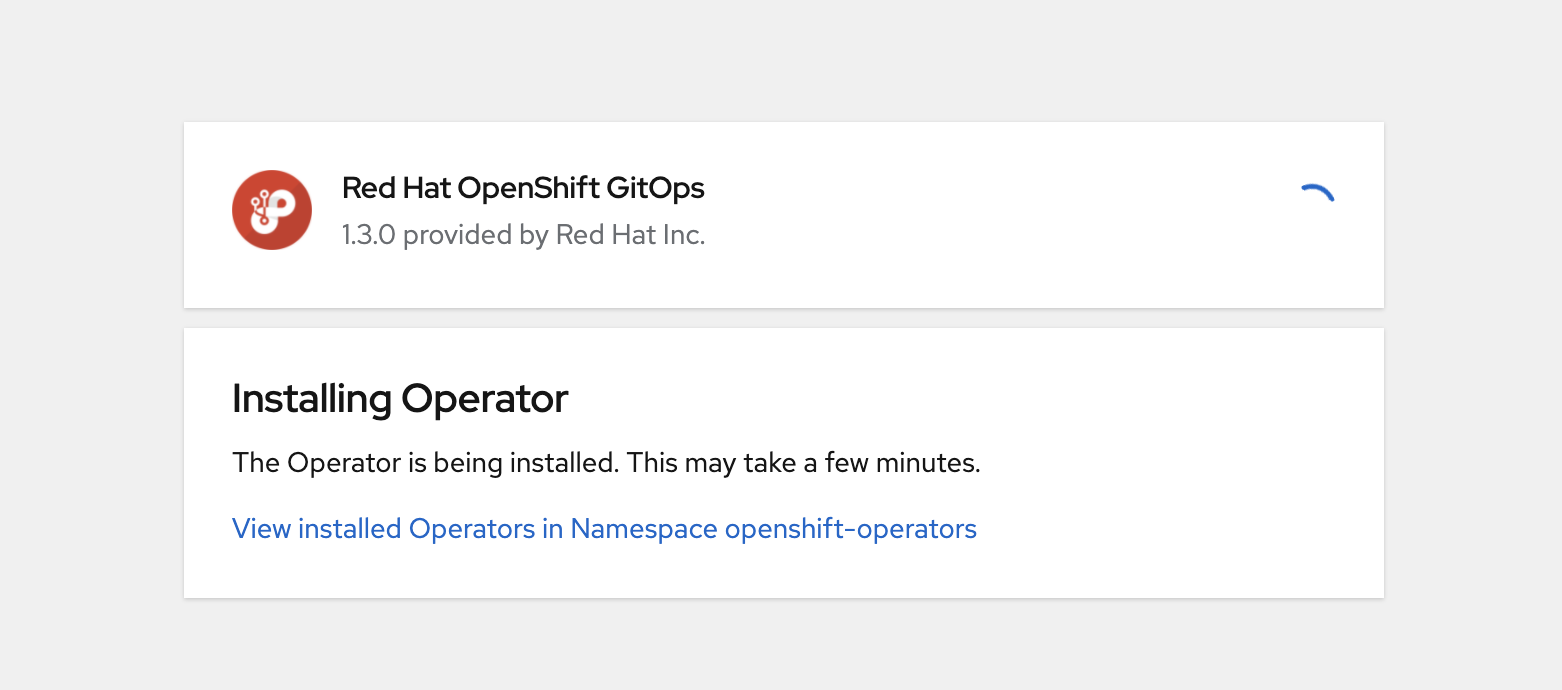 Red Hat OpenShift GitOps
1.3.0 provided by Red Hat Inc.
Installing Operator
The Operator is being installed. This may take a few minutes.
View installed Operators in Namespace openshift-operators